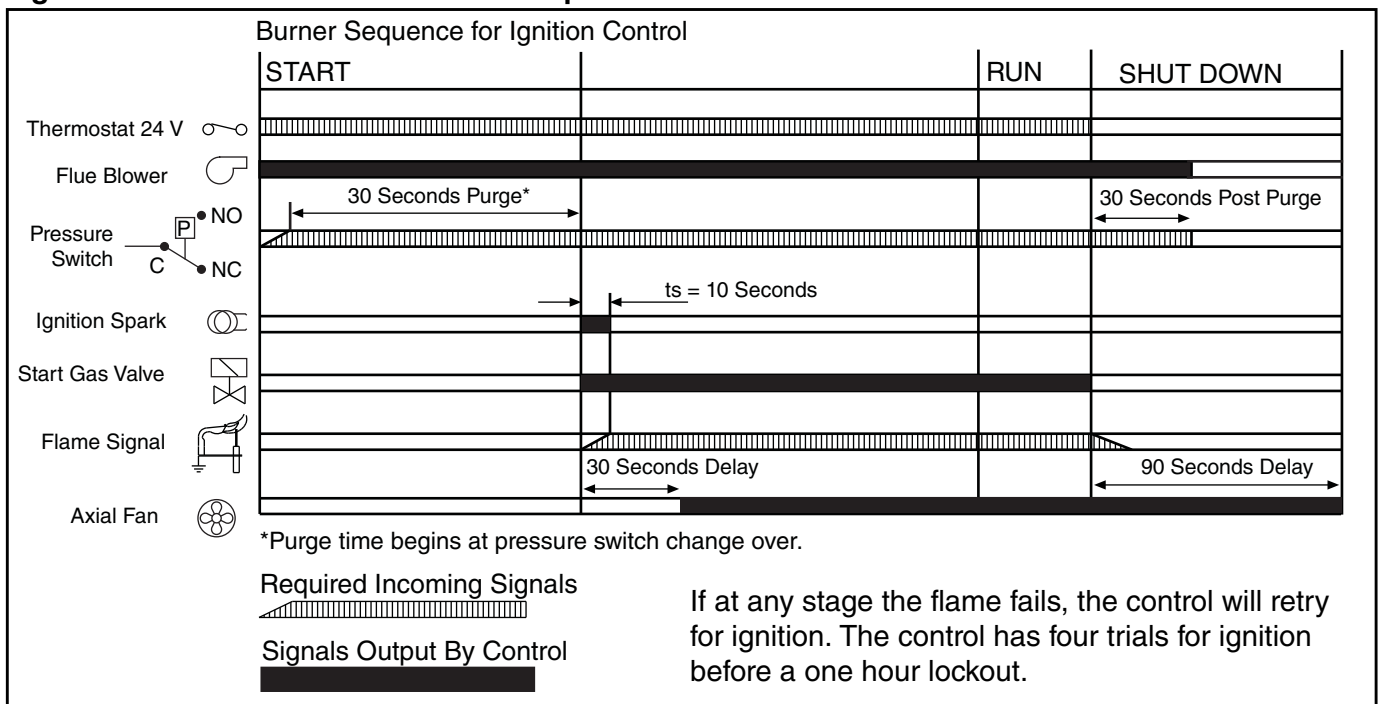 Burner Sequence for Ignition Control
START RUN SHUT DOWN
Thermostat 24 V
Flue Blower
30 Seconds Purge* 30 Seconds Post Purge
Pressure
Switch
P
NO
C
NC
ts = 10 Seconds
Ignition Spark
Start Gas Valve
Flame Signal
30 Seconds Delay 90 Seconds Delay
Axial Fan
*Purge time begins at pressure switch change over.
Required Incoming Signals
Signals Output By Control
If at any stage the flame fails, the control will retry
for ignition. The control has four trials for ignition
before a one hour lockout.